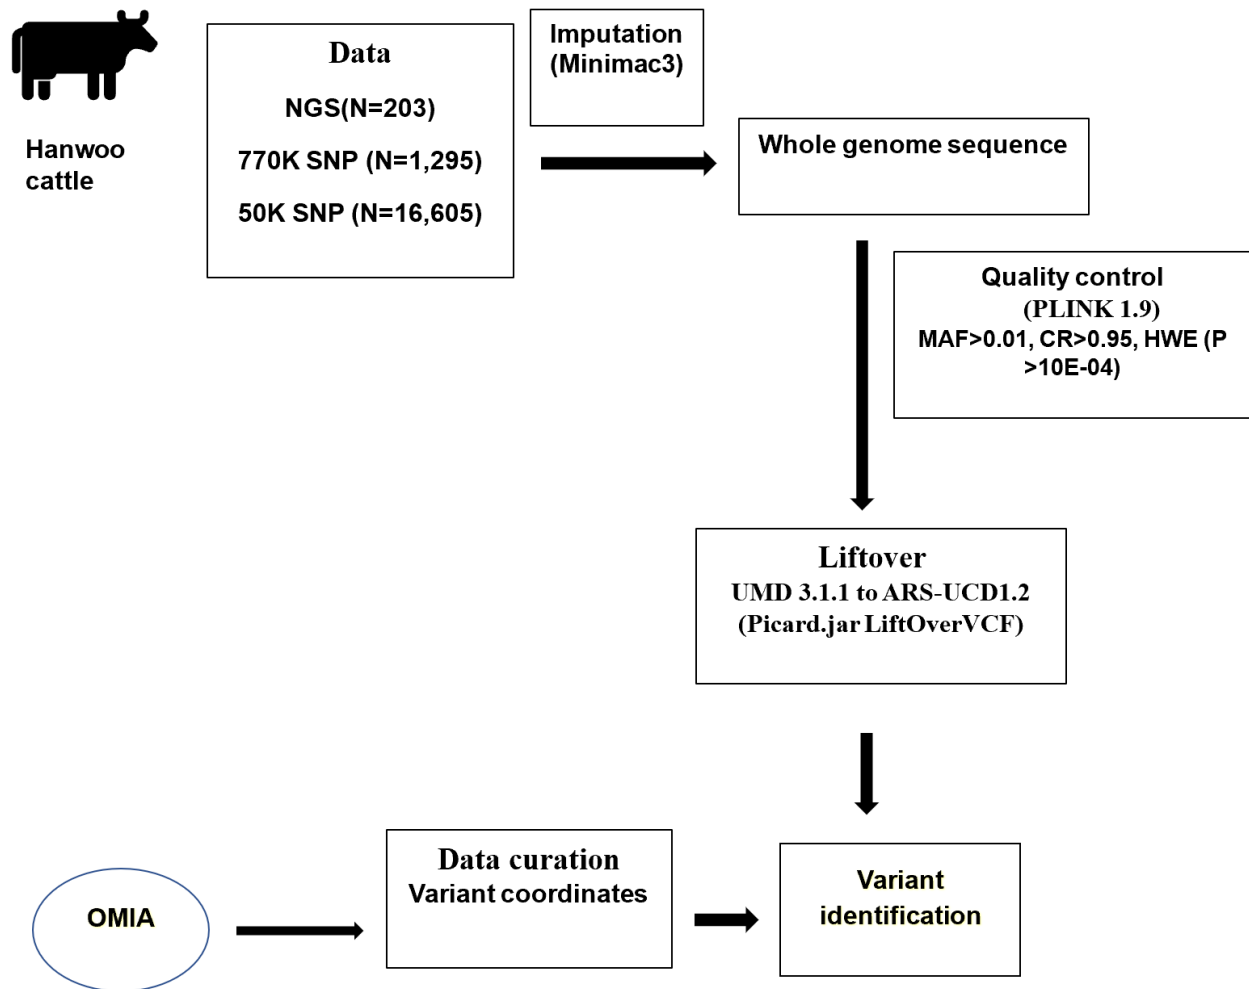 Hanwoo
cattle
Data
NGS(N=203)
770K SNP (N=1,295)
50K SNP (N=16,605)
Imputation
(Minimac3)
Whole genome sequence
Quality control
(PLINK 1.9)
MAF>0.01, CR>0.95, HWE (P
>10E-04)
Liftover
UMD 3.1.1 to ARS-UCD1.2
(Picard.jar LiftOverVCF)
OMIA
Data curation
Variant coordinates
Variant
identification